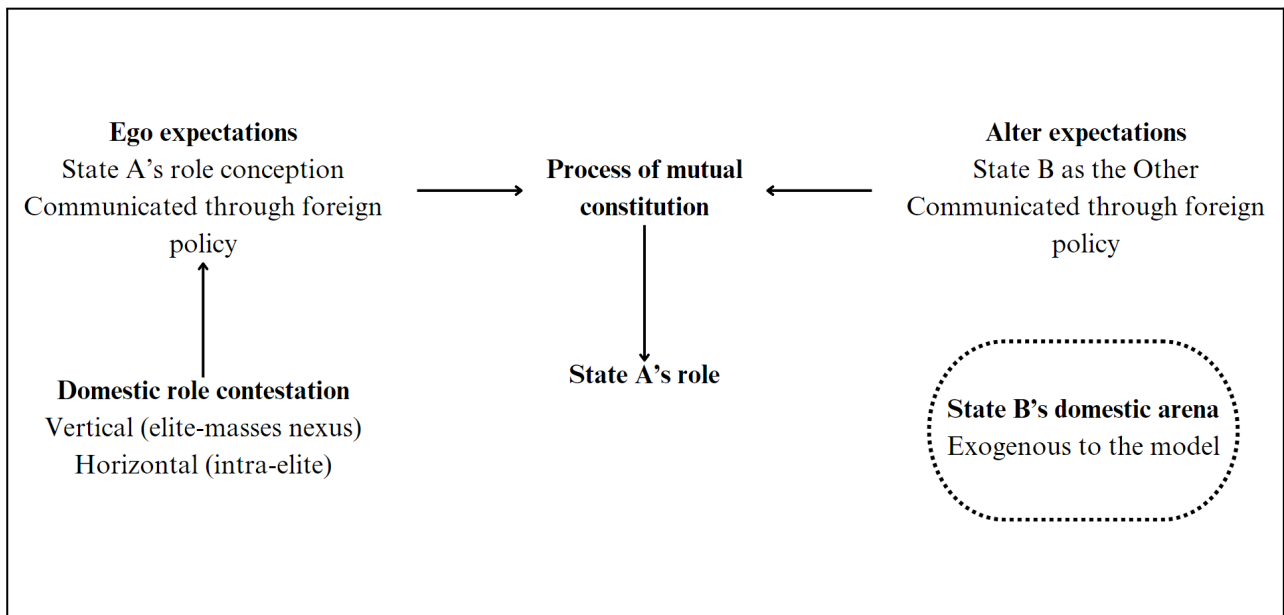 Ego expectations
State A’s role conception
Communicated through foreign
policy
Process of mutual
constitution
Alter expectations
State B as the Other
Communicated through foreign
policy
Domestic role contestation
Vertical (elite-masses nexus)
Horizontal (intra-elite)
State A’s role
State B’s domestic arena
Exogenous to the model